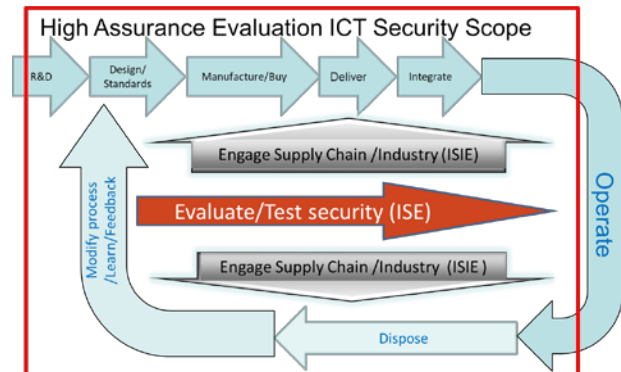 High Assurance Evaluation ICT Security Scope
R&D
Design/
Standards
Manufacture/Buy
Deliver
Integrate
Engage Supply Chain /Industry (ISIE)
Evaluate/Test security (ISE)
Engage Supply Chain /Industry (ISIE )
Operate
Dispose
Modify process
/Learn/Feedback